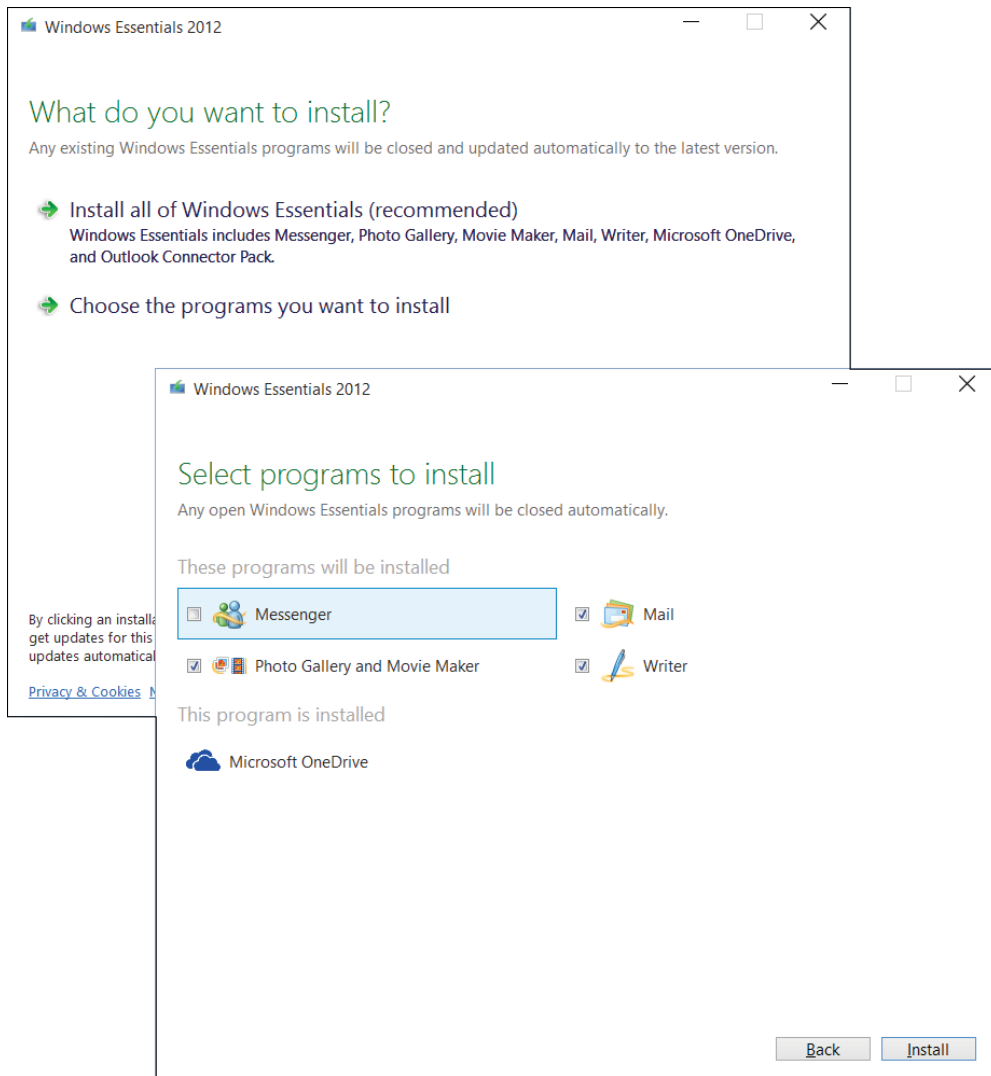 Windows Essentials 2012
What do you want to install?
Any existing Windows Essentials programs will be closed and updated automatically to the latest version.
Install all of Windows Essentials (recommended)
Windows Essentials includes Messenger, Photo Gallery, Movie Maker, Mail, Writer, Microsoft OneDrive,
and Outlook Connector Pack.
Choose the programs you want to install
By clicking an
get updates for this
updates
Privacy & Cookies
Windows Essentials 2012
Select programs to install
Any open Windows Essentials programs will be closed automatically.
These programs will be installed
Messenger
Mail
Photo Gallery and Movie Maker
Writer
This program is installed
Microsoft OneDrive
Back
Install